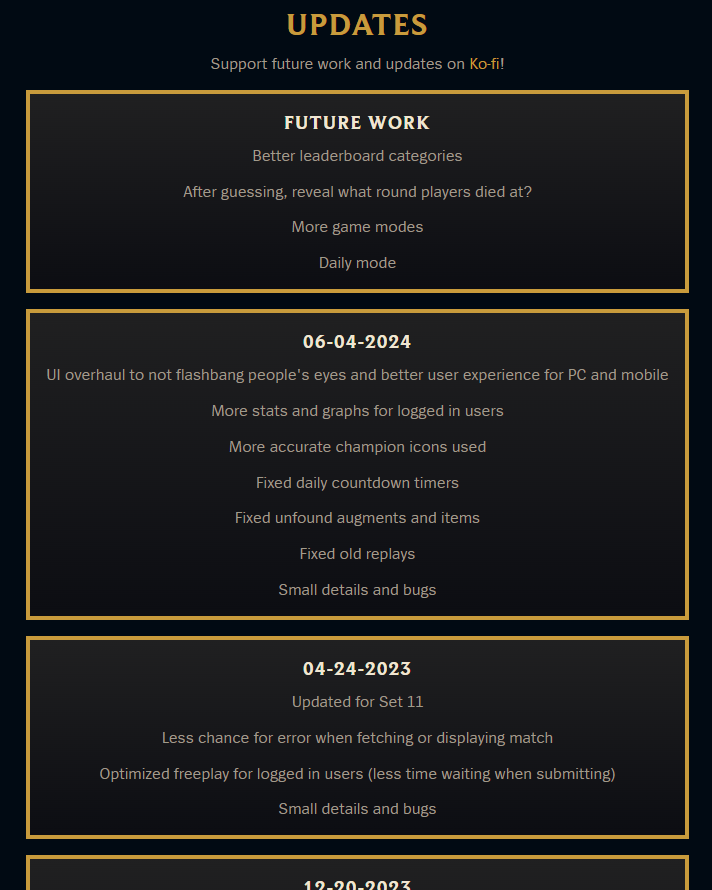 UPDATES
Support future work and updates on Ko-fi!
FUTURE WORK
Better leaderboard categories
After guessing, reveal what round players died at?
More game modes
Daily mode
06-04-2024
UI overhaul to not flashbang people's eyes and better user experience for PC and mobile
More stats and graphs for logged in users
More accurate champion icons used
Fixed daily countdown timers
Fixed unfound augments and items
Fixed old replays
Small details and bugs
04-24-2023
Updated for Set 11
Less chance for error when fetching or displaying match
Optimized freeplay for logged in users (less time waiting when submitting)
Small details and bugs
12-20-2023